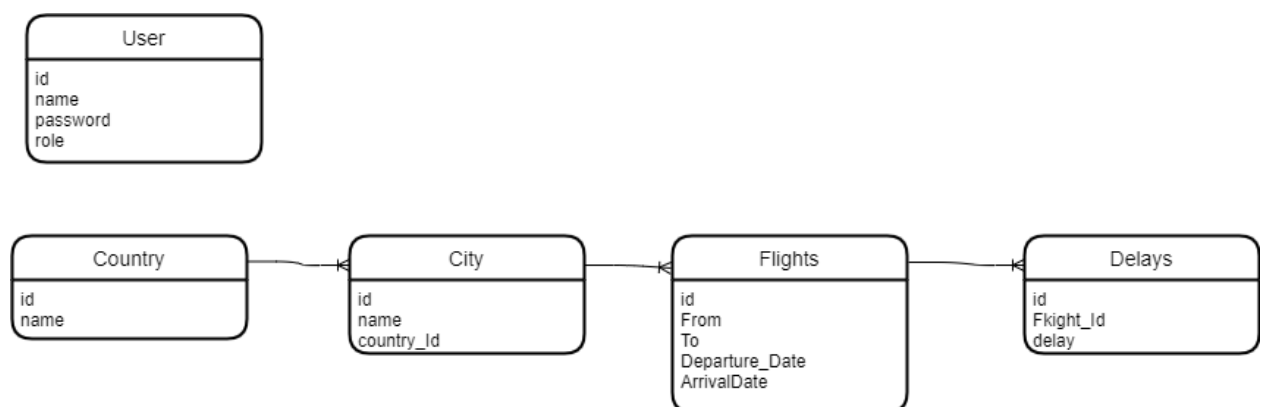 User
id
name
password
role
Country
id
name
City
id
name
country_Id
Flights
id
From
To
Departure_Date
ArrivalDate
Delays
id
Fkight_Id
delay